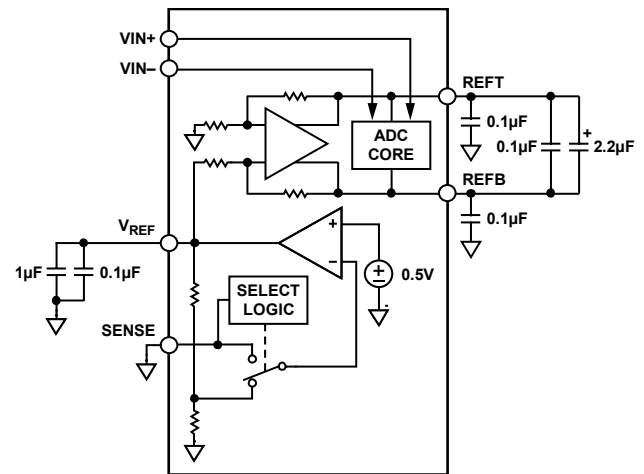 VIN+
VIN–
REFT
ADC
CORE
0.1µF
0.1µF
+
2.2µF
REFB
0.1µF
VREF
+
–
0.5V
1µF
0.1µF
SELECT
LOGIC
SENSE